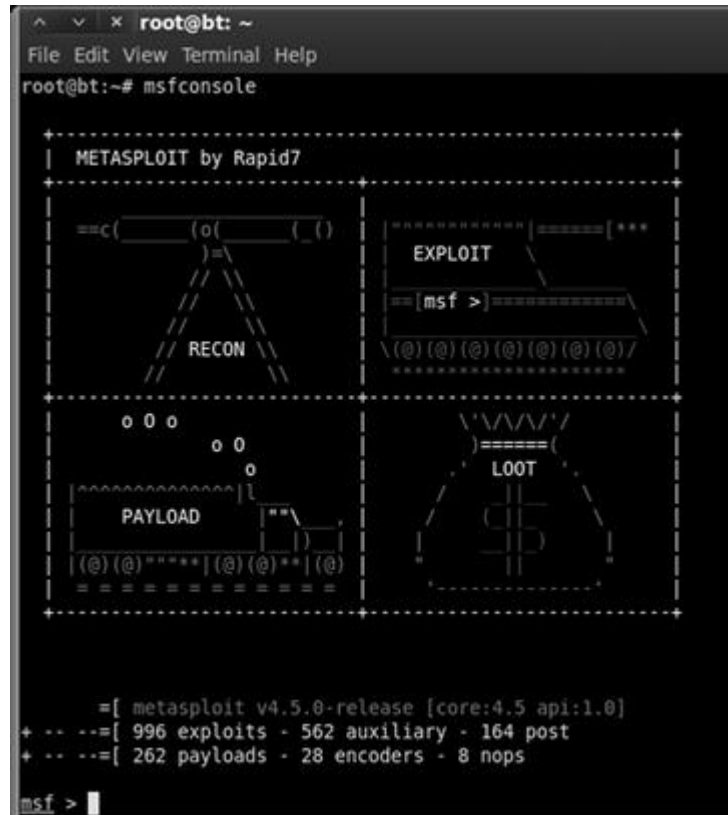 root@bt: ~
File Edit View Terminal Help
root@bt:~# msfconsole
METASPLOIT by Rapid7
EXPLOIT
[msf >]
RECON
PAYLOAD
LOOT
=[ metasploit v4.5.0-release [core:4.5 api:1.0]
+ -- --=[ 996 exploits - 562 auxiliary - 164 post
+ -- --=[ 262 payloads - 28 encoders - 8 nops
msf >